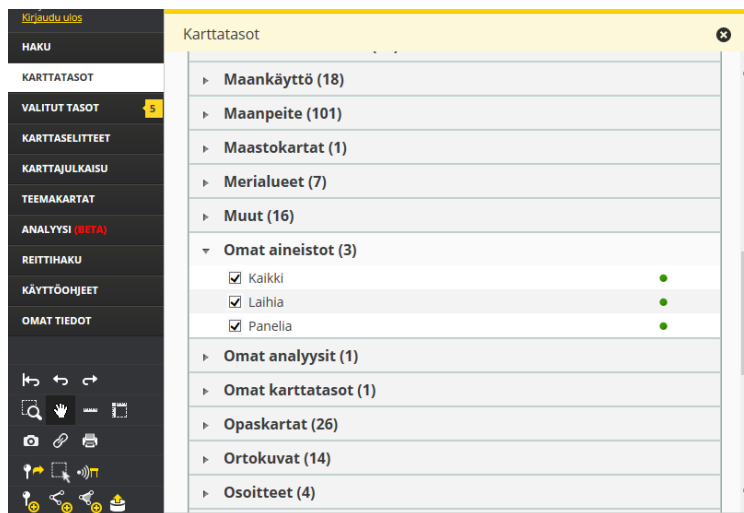 Kirjaudu ulos
HAKU
KARTTATASOT
VALITUT TASOT
5
KARTTASELITTEET
KARTTAJULKAISU
TEEMAKARTAT
ANALYYSI (BETA)
REITTIHAKU
KÄYTTÖOHJEET
OMAT TIEDOT
Karttatasot
Maankäyttö (18)
Maanpeite (101)
Maastokartat (1)
Merialueet (7)
Muut (16)
Omat aineistot (3)
Kaikki
Laihia
Panelia
Omat analyysit (1)
Omat karttatasot (1)
Opaskartat (26)
Ortokuvat (14)
Osoitteet (4)